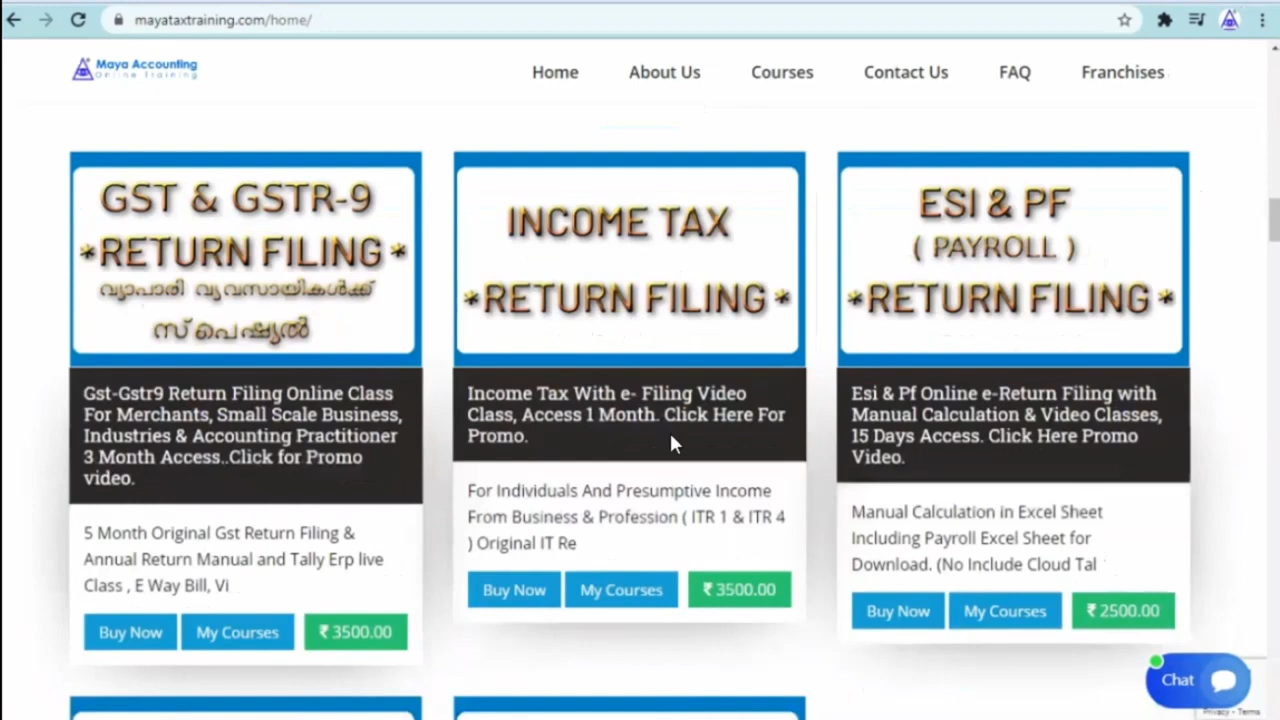 mayataxtraining.com/home/
Maya Accounting
Online Training
Home
About Us
Courses
Contact Us
FAQ
Franchises
GST & GSTR-9
*RETURN FILING*
വ്യാപാരി വ്യവസായികൾക്ക്
സ്പെഷ്യൽ
Gst-Gstr9 Return Filing Online Class
For Merchants, Small Scale Business,
Industries & Accounting Practitioner
3 Month Access..Click for Promo
video.
5 Month Original Gst Return Filing &
Annual Return Manual and Tally Erp live
Class , E Way Bill, Vi
Buy Now
My Courses
₹ 3500.00
INCOME TAX
*RETURN FILING*
Income Tax With e- Filing Video
Class, Access 1 Month. Click Here For
Promo.
For Individuals And Presumptive Income
From Business & Profession ( ITR 1 & ITR 4
) Original IT Re
Buy Now
My Courses
₹ 3500.00
ESI & PF
( PAYROLL )
*RETURN FILING*
Esi & Pf Online e-Return Filing with
Manual Calculation & Video Classes,
15 Days Access. Click Here Promo
Video.
Manual Calculation in Excel Sheet
Including Payroll Excel Sheet for
Download. (No Include Cloud Tal
Buy Now
My Courses
₹ 2500.00
Chat
Privacy - Terms